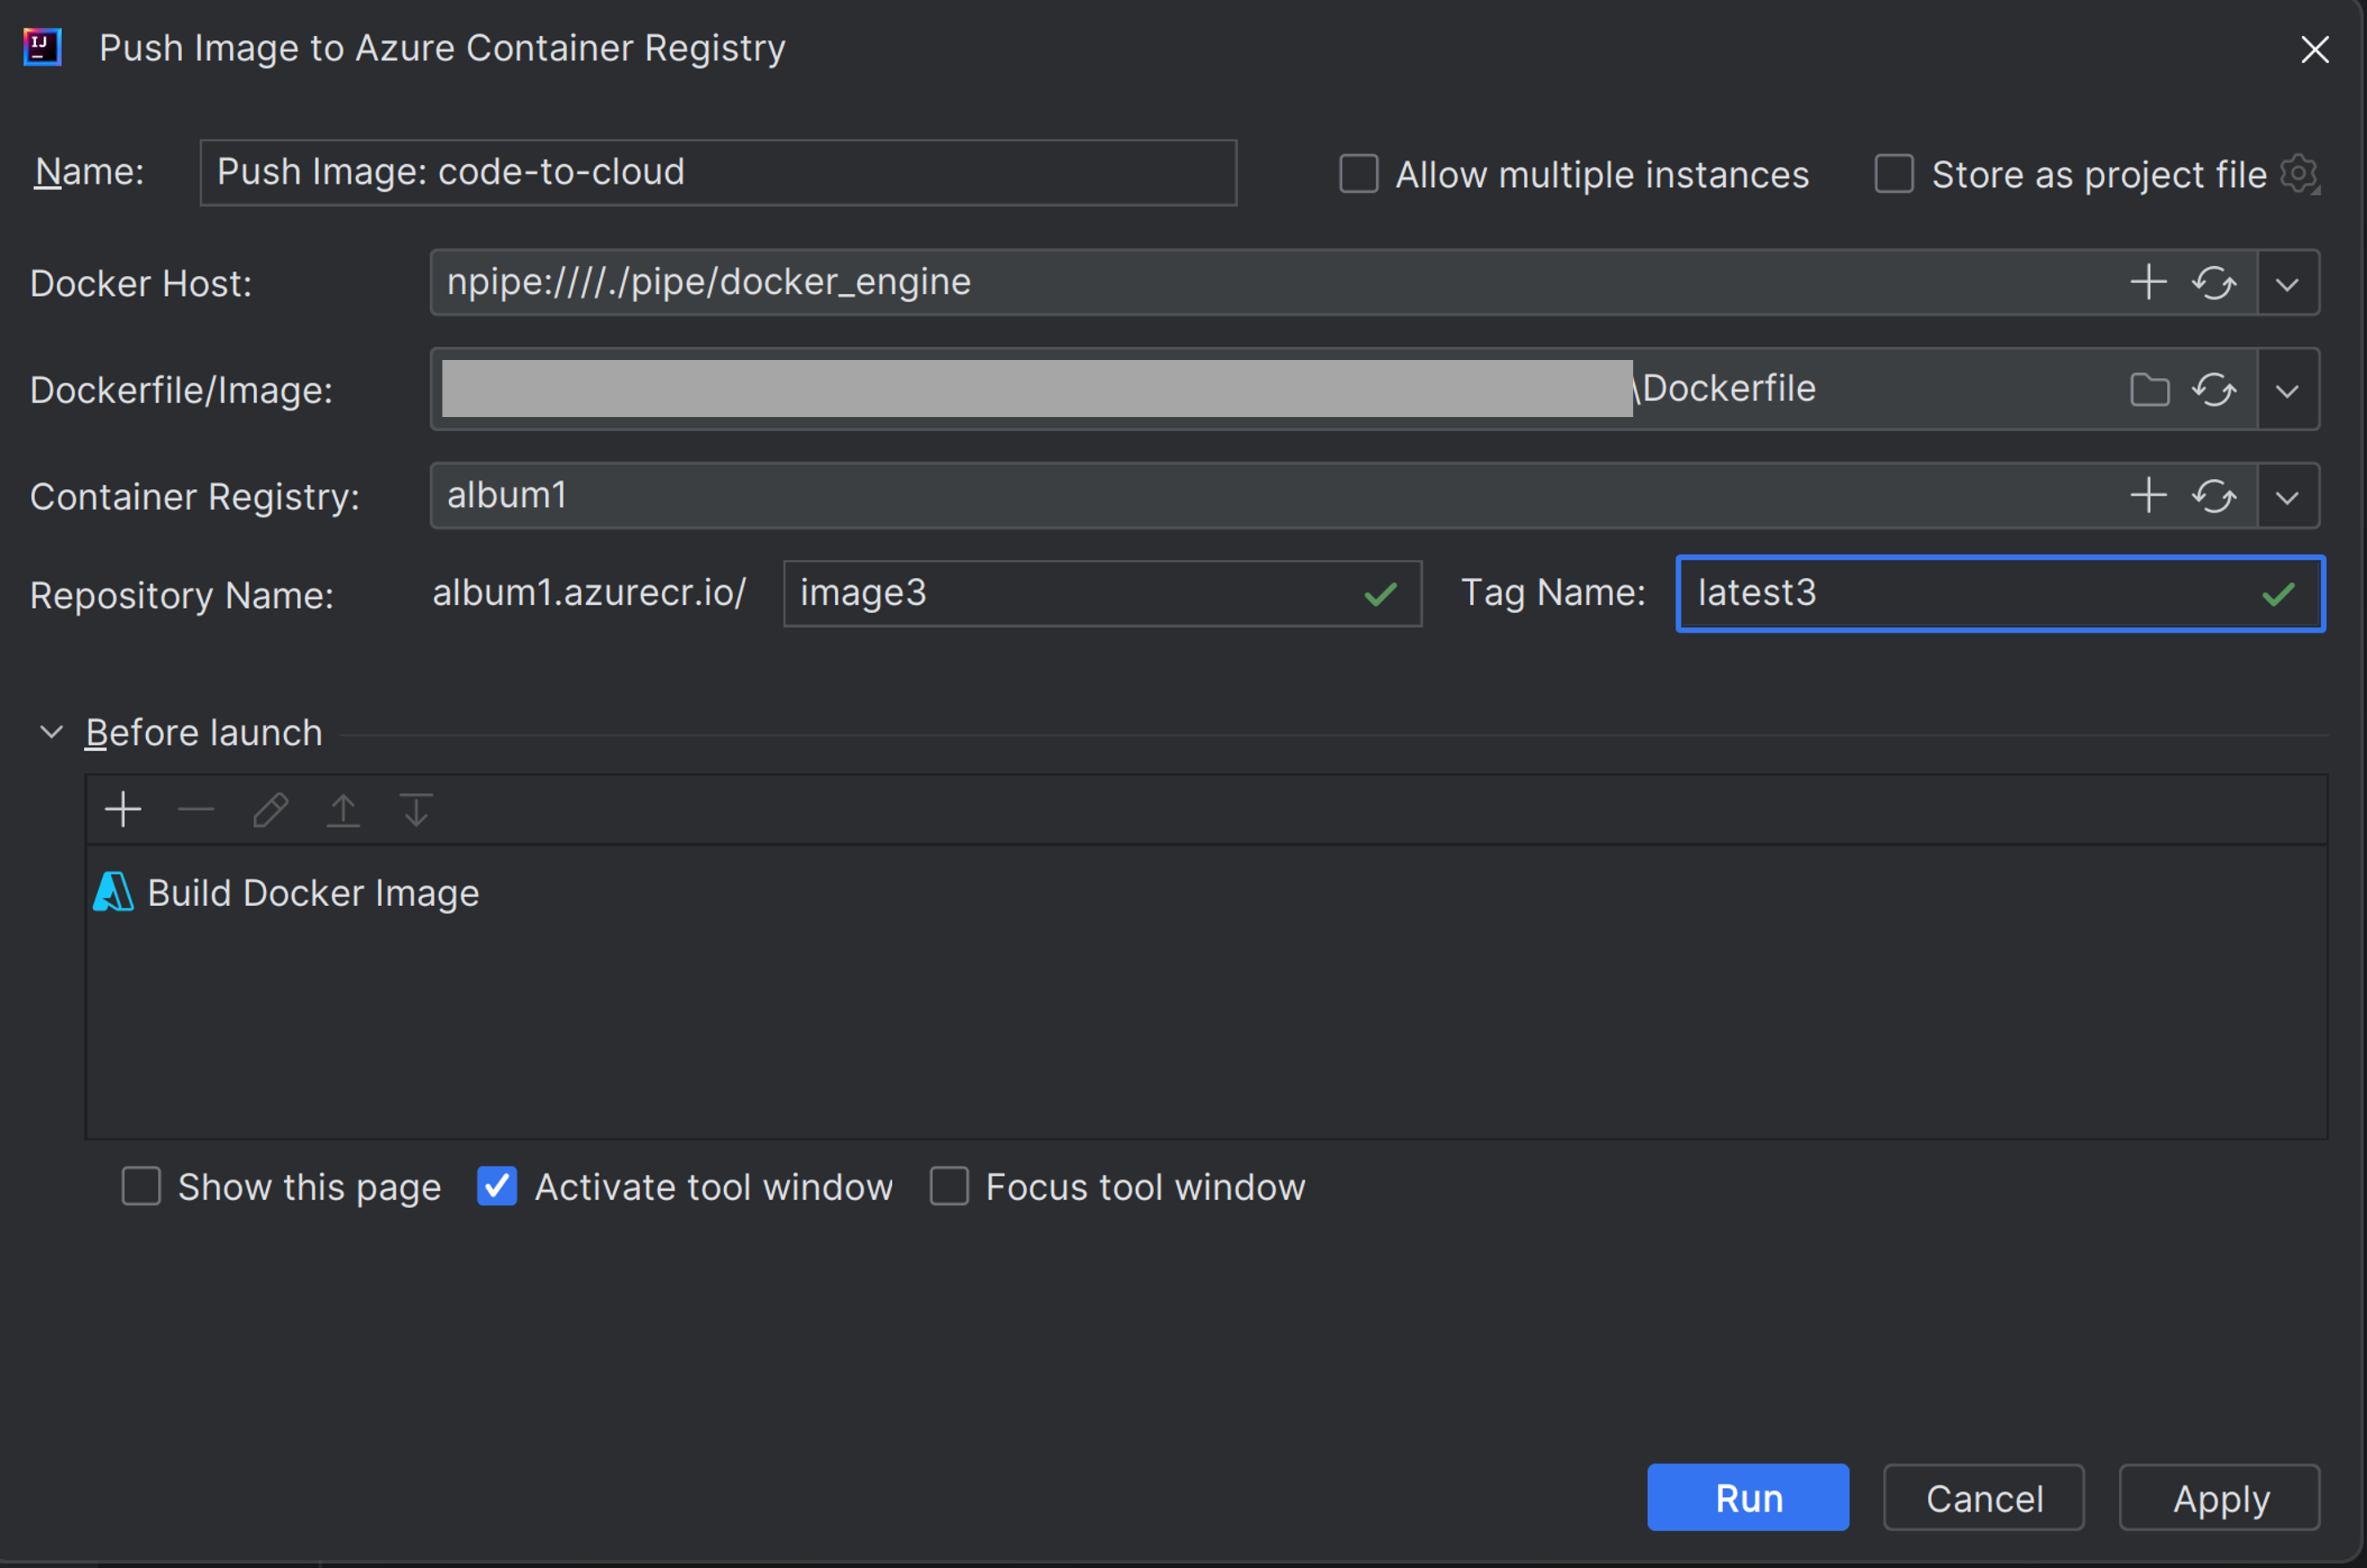 IJ
Push Image to Azure Container Registry
Name: Push Image: code-to-cloud Allow multiple instances Store as project file
Docker Host: npipe:////./pipe/docker_engine
Dockerfile/Image: \Dockerfile
Container Registry: album1
Repository Name: album1.azurecr.io/ image3 Tag Name: latest3
Before launch
Build Docker Image
Show this page Activate tool window Focus tool window
Run Cancel Apply